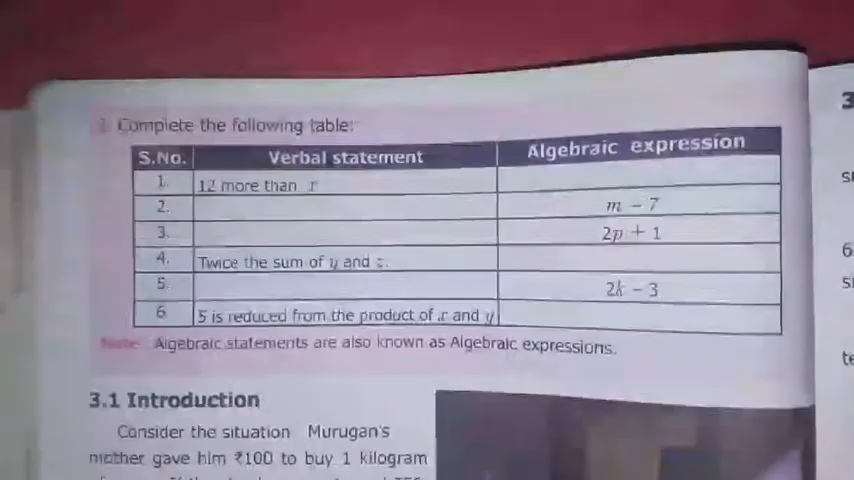 Complete the following table:
S.No. Verbal statement Algebraic expression
1. 12 more than x
2. m − 7
3. 2p + 1
4. Twice the sum of y and z.
5. 2k − 3
6. 5 is reduced from the product of x and y
Note: Algebraic statements are also known as Algebraic expressions.
3.1 Introduction
Consider the situation Murugan's
mother gave him ₹100 to buy 1 kilogram
3
6